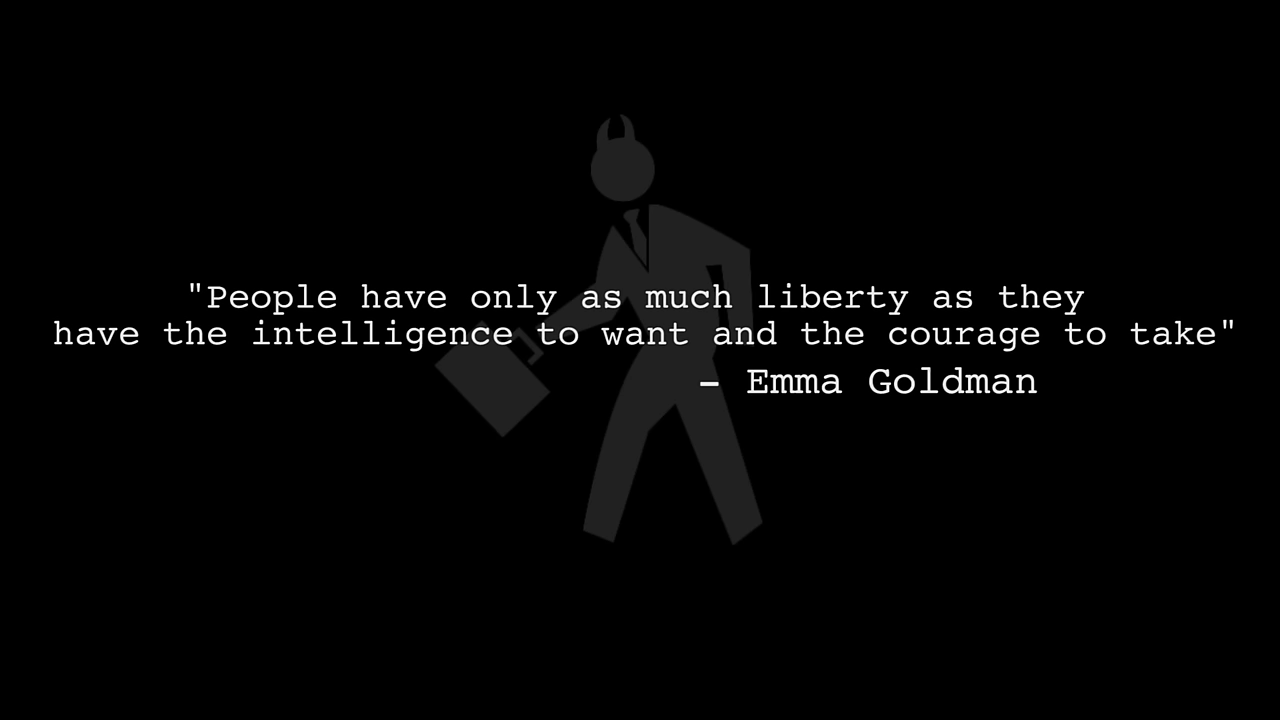 "People have only as much liberty as they
have the intelligence to want and the courage to take"
- Emma Goldman